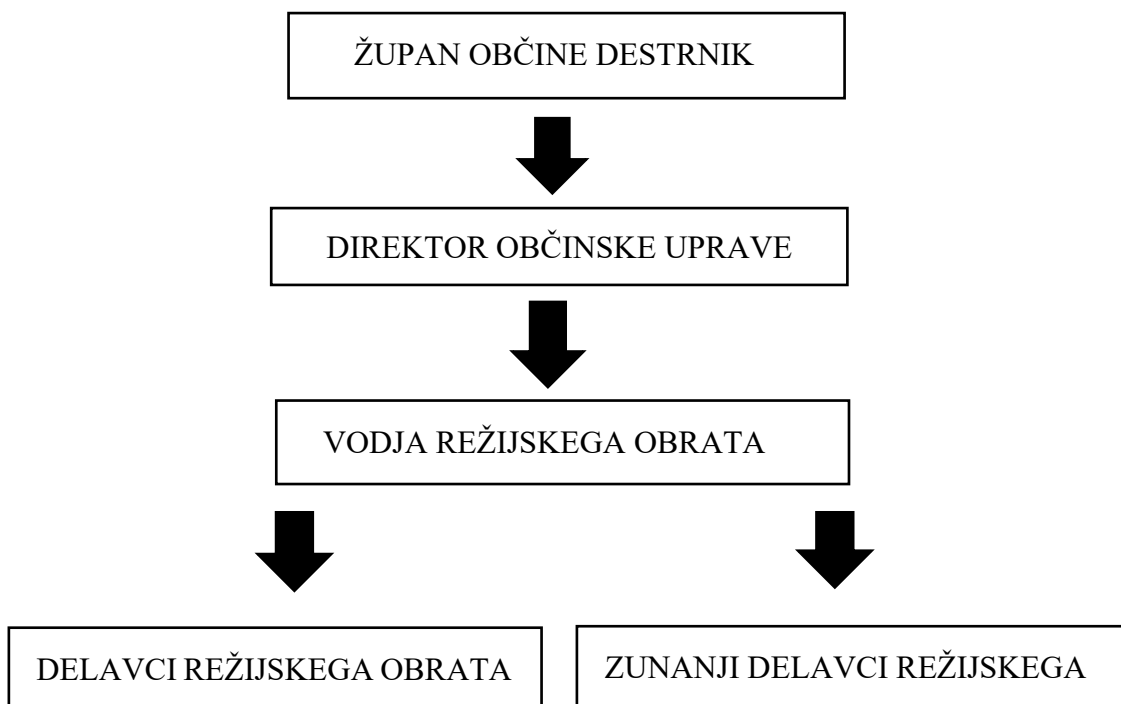 ŽUPAN OBČINE DESTRNIK
DIREKTOR OBČINSKE UPRAVE
VODJA REŽIJSKEGA OBRATA
DELAVCI REŽIJSKEGA OBRATA
ZUNANJI DELAVCI REŽIJSKEGA